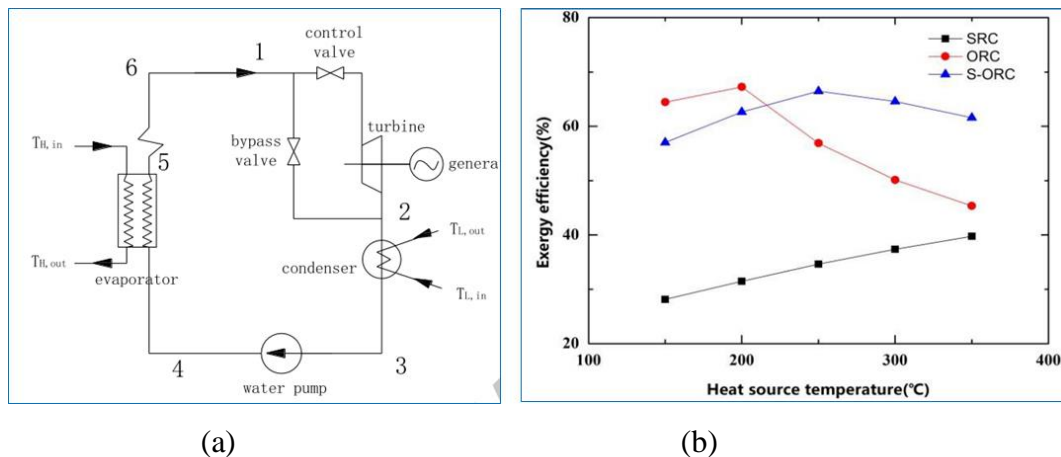 control
valve
1
6
turbine
bypass
valve
T_H,in
5
genera
2
T_L,out
T_H,out
evaporator
condenser
T_L,in
4
3
water pump
(a)
80
60
40
20
100
200
300
400
Exergy efficiency(%)
Heat source temperature(℃)
SRC
ORC
S-ORC
(b)